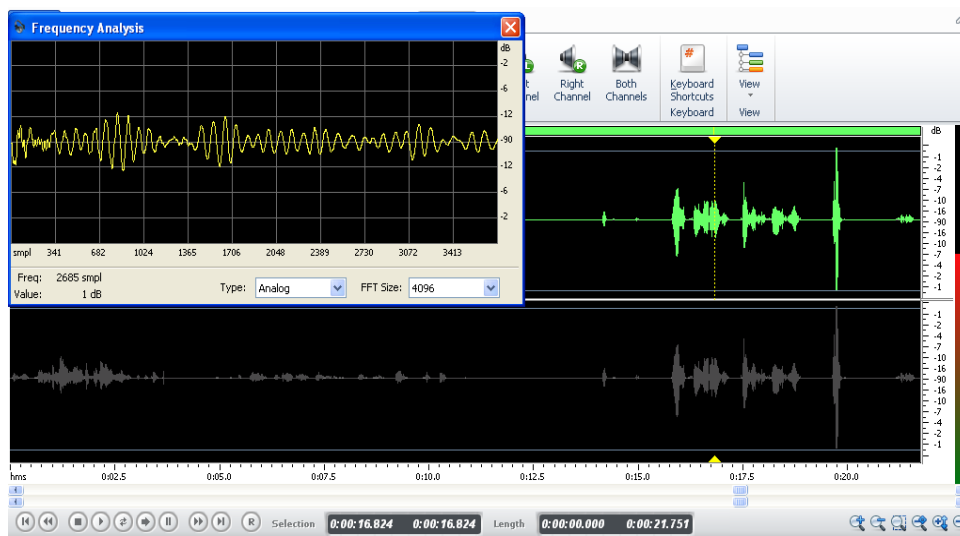 Frequency Analysis
dB
-2
-6
-12
-90
-12
-6
-2
smpl 341 682 1024 1365 1706 2048 2389 2730 3072 3413
Freq: 2685 smpl
Value: 1 dB
Type: Analog
FFT Size: 4096
L
R
Right
Channel
Both
Channels
#
Keyboard
Shortcuts
Keyboard
View
View
dB
-1
-2
-4
-7
-10
-16
-90
-16
-10
-7
-4
-2
-1
-1
-2
-4
-7
-10
-16
-90
-16
-10
-7
-4
-2
-1
hms 0:02.5 0:05.0 0:07.5 0:10.0 0:12.5 0:15.0 0:17.5 0:20.0
R Selection 0:00:16.824 0:00:16.824 Length 0:00:00.000 0:00:21.751